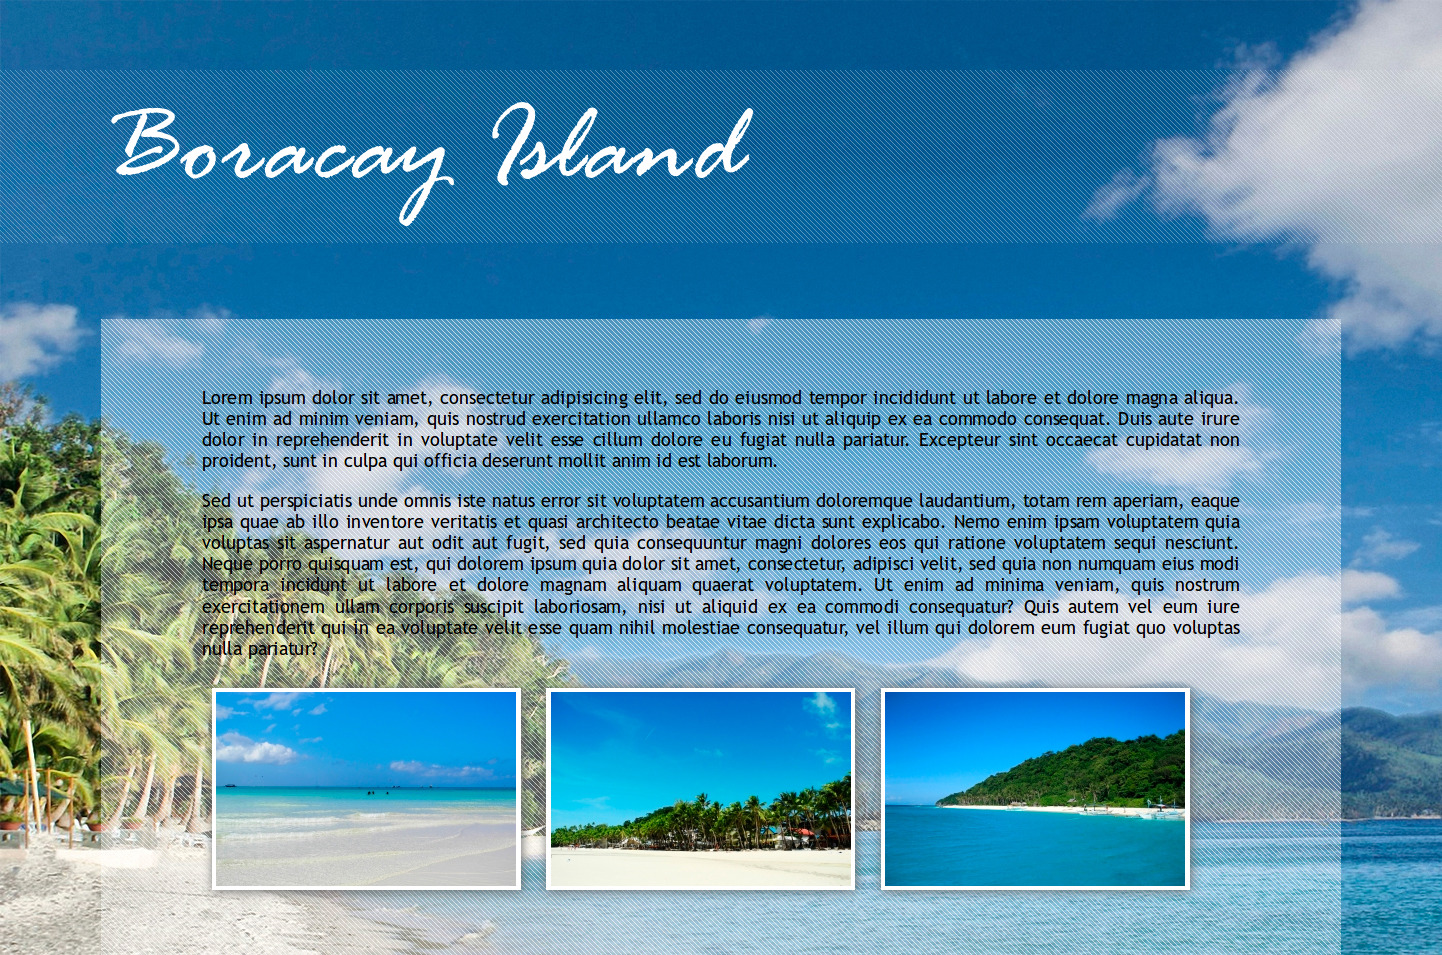 Boracay Island
Lorem ipsum dolor sit amet, consectetur adipisicing elit, sed do eiusmod tempor incididunt ut labore et dolore magna aliqua.
Ut enim ad minim veniam, quis nostrud exercitation ullamco laboris nisi ut aliquip ex ea commodo consequat. Duis aute irure
dolor in reprehenderit in voluptate velit esse cillum dolore eu fugiat nulla pariatur. Excepteur sint occaecat cupidatat non
proident, sunt in culpa qui officia deserunt mollit anim id est laborum.
Sed ut perspiciatis unde omnis iste natus error sit voluptatem accusantium doloremque laudantium, totam rem aperiam, eaque
ipsa quae ab illo inventore veritatis et quasi architecto beatae vitae dicta sunt explicabo. Nemo enim ipsam voluptatem quia
voluptas sit aspernatur aut odit aut fugit, sed quia consequuntur magni dolores eos qui ratione voluptatem sequi nesciunt.
Neque porro quisquam est, qui dolorem ipsum quia dolor sit amet, consectetur, adipisci velit, sed quia non numquam eius modi
tempora incidunt ut labore et dolore magnam aliquam quaerat voluptatem. Ut enim ad minima veniam, quis nostrum
exercitationem ullam corporis suscipit laboriosam, nisi ut aliquid ex ea commodi consequatur? Quis autem vel eum iure
reprehenderit qui in ea voluptate velit esse quam nihil molestiae consequatur, vel illum qui dolorem eum fugiat quo voluptas
nulla pariatur?